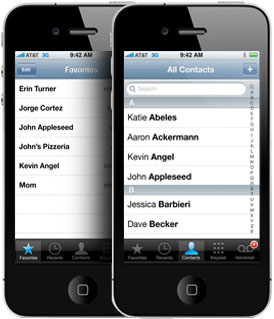 AT&T 3G 9:42 AM
Edit Favorites
Erin Turner
Jorge Cortez
John Appleseed
John's Pizzeria
Kevin Angel
Mom
Favorites Recents Contacts
AT&T 3G 9:42 AM
All Contacts +
Search
A
Katie Abeles
Aaron Ackermann
Kevin Angel
John Appleseed
B
Jessica Barbieri
Dave Becker
Favorites Recents Contacts Keypad Voicemail